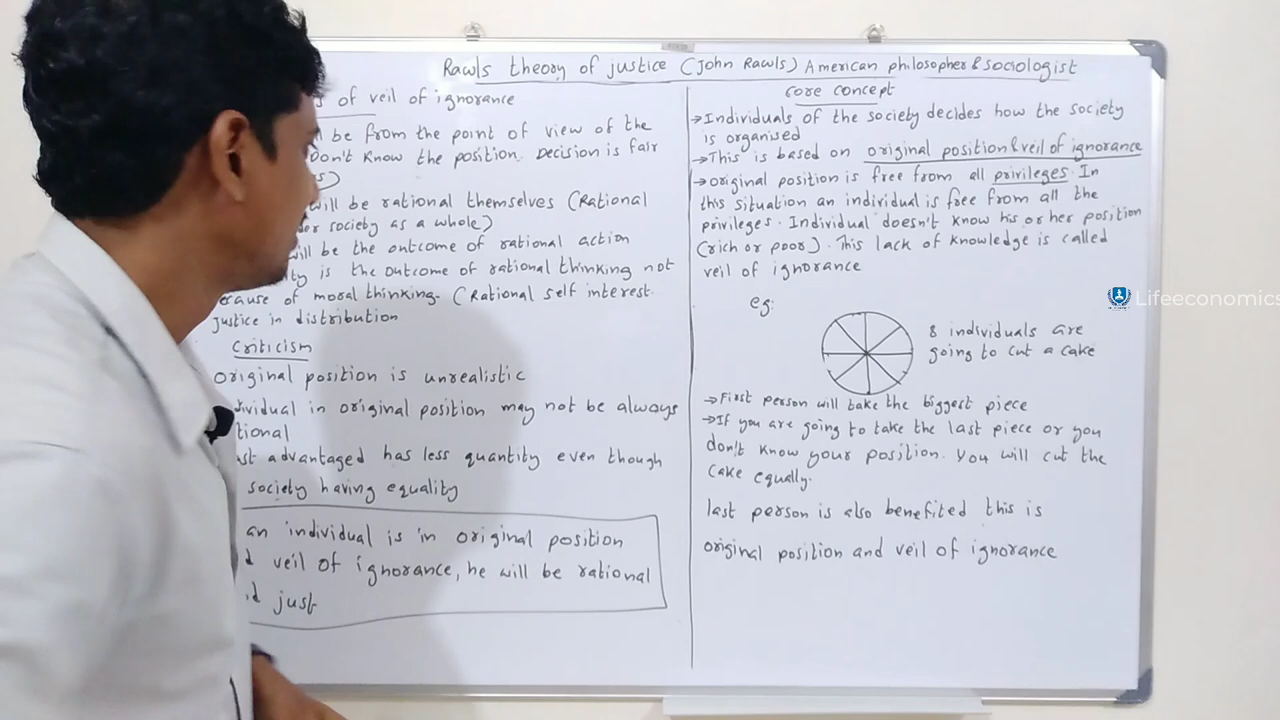 Rawls theory of justice (John Rawls) American philosopher & sociologist
s of veil of ignorance
n be from the point of view of the
Don't know the position. Decision is fair
s)
will be rational themselves (Rational
der society as a whole)
will be the outcome of rational action
ty is the outcome of rational thinking not
ecause of moral thinking. (Rational self interest.
Justice in distribution
Criticism
original position is unrealistic
dividual in original position may not be always
tional
st advantaged has less quantity even though
society having equality
an individual is in original position
d veil of ignorance, he will be rational
d just
core concept
→Individuals of the society decides how the society
is organised
→This is based on original position & veil of ignorance
→original position is free from all privileges. In
this situation an individual is free from all the
privileges. Individual doesn't know his or her position
(rich or poor). This lack of knowledge is called
veil of ignorance
eg:
8 individuals are
going to cut a cake
→First person will take the biggest piece
→If you are going to take the last piece or you
don't know your position. You will cut the
cake equally.
last person is also benefited this is
original position and veil of ignorance
Lifeeconomics